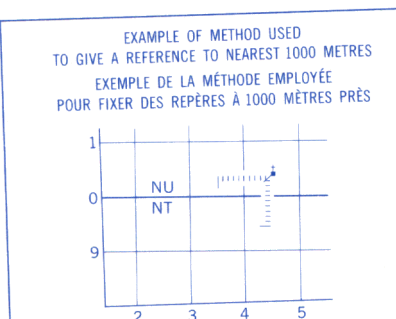 EXAMPLE OF METHOD USED
TO GIVE A REFERENCE TO NEAREST 1000 METRES
EXEMPLE DE LA MÉTHODE EMPLOYÉE
POUR FIXER DES REPÈRES À 1000 MÈTRES PRÈS
1
NU
0
NT
9
2 3 4 5